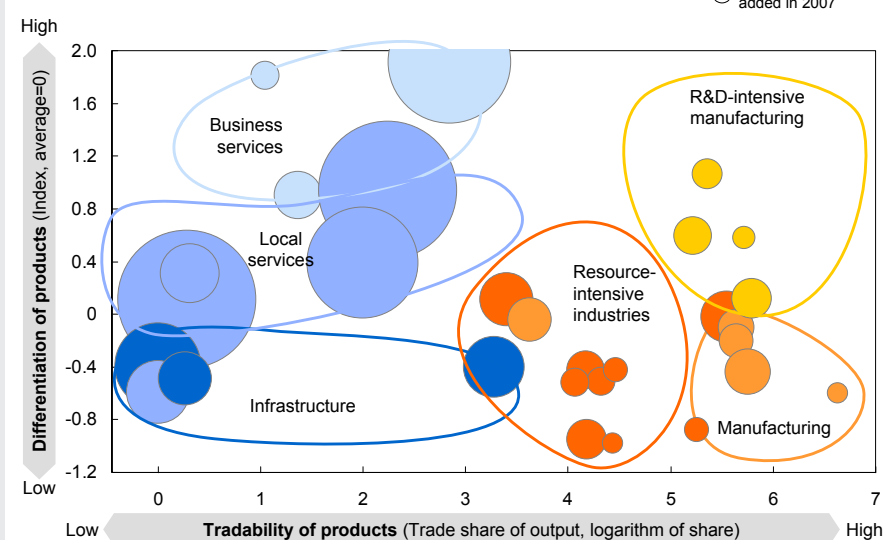 added in 2007
High
Differentiation of products (Index, average=0)
Low
2.0
1.6
1.2
0.8
0.4
0
-0.4
-0.8
-1.2
Business
services
R&D-intensive
manufacturing
Local
services
Resource-
intensive
industries
Infrastructure
Manufacturing
0 1 2 3 4 5 6 7
Low Tradability of products (Trade share of output, logarithm of share) High